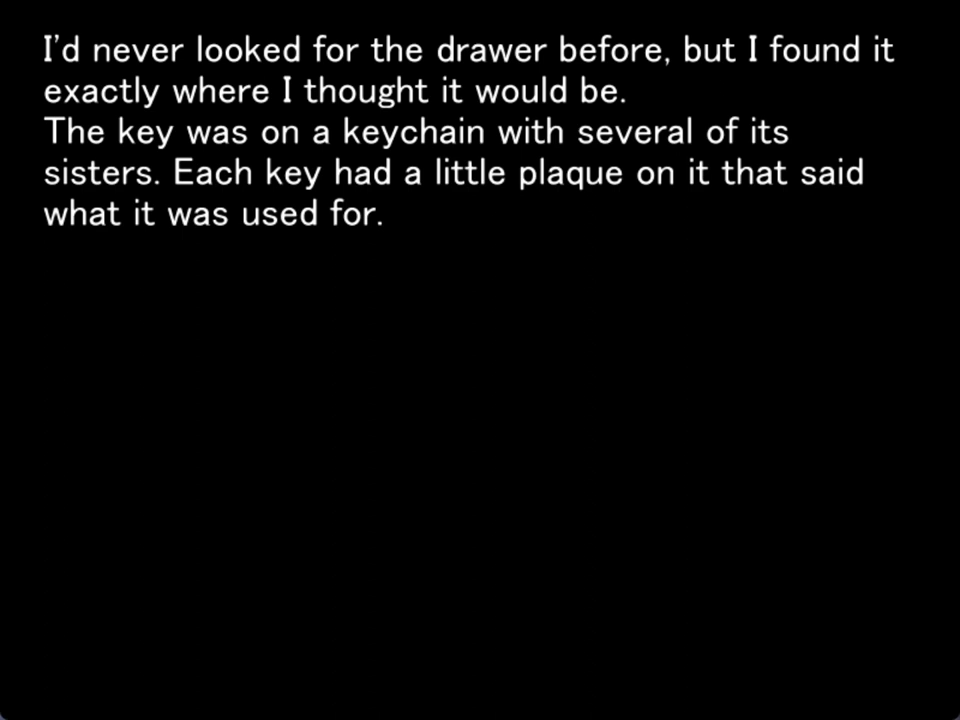 I'd never looked for the drawer before, but I found it
exactly where I thought it would be.
The key was on a keychain with several of its
sisters. Each key had a little plaque on it that said
what it was used for.